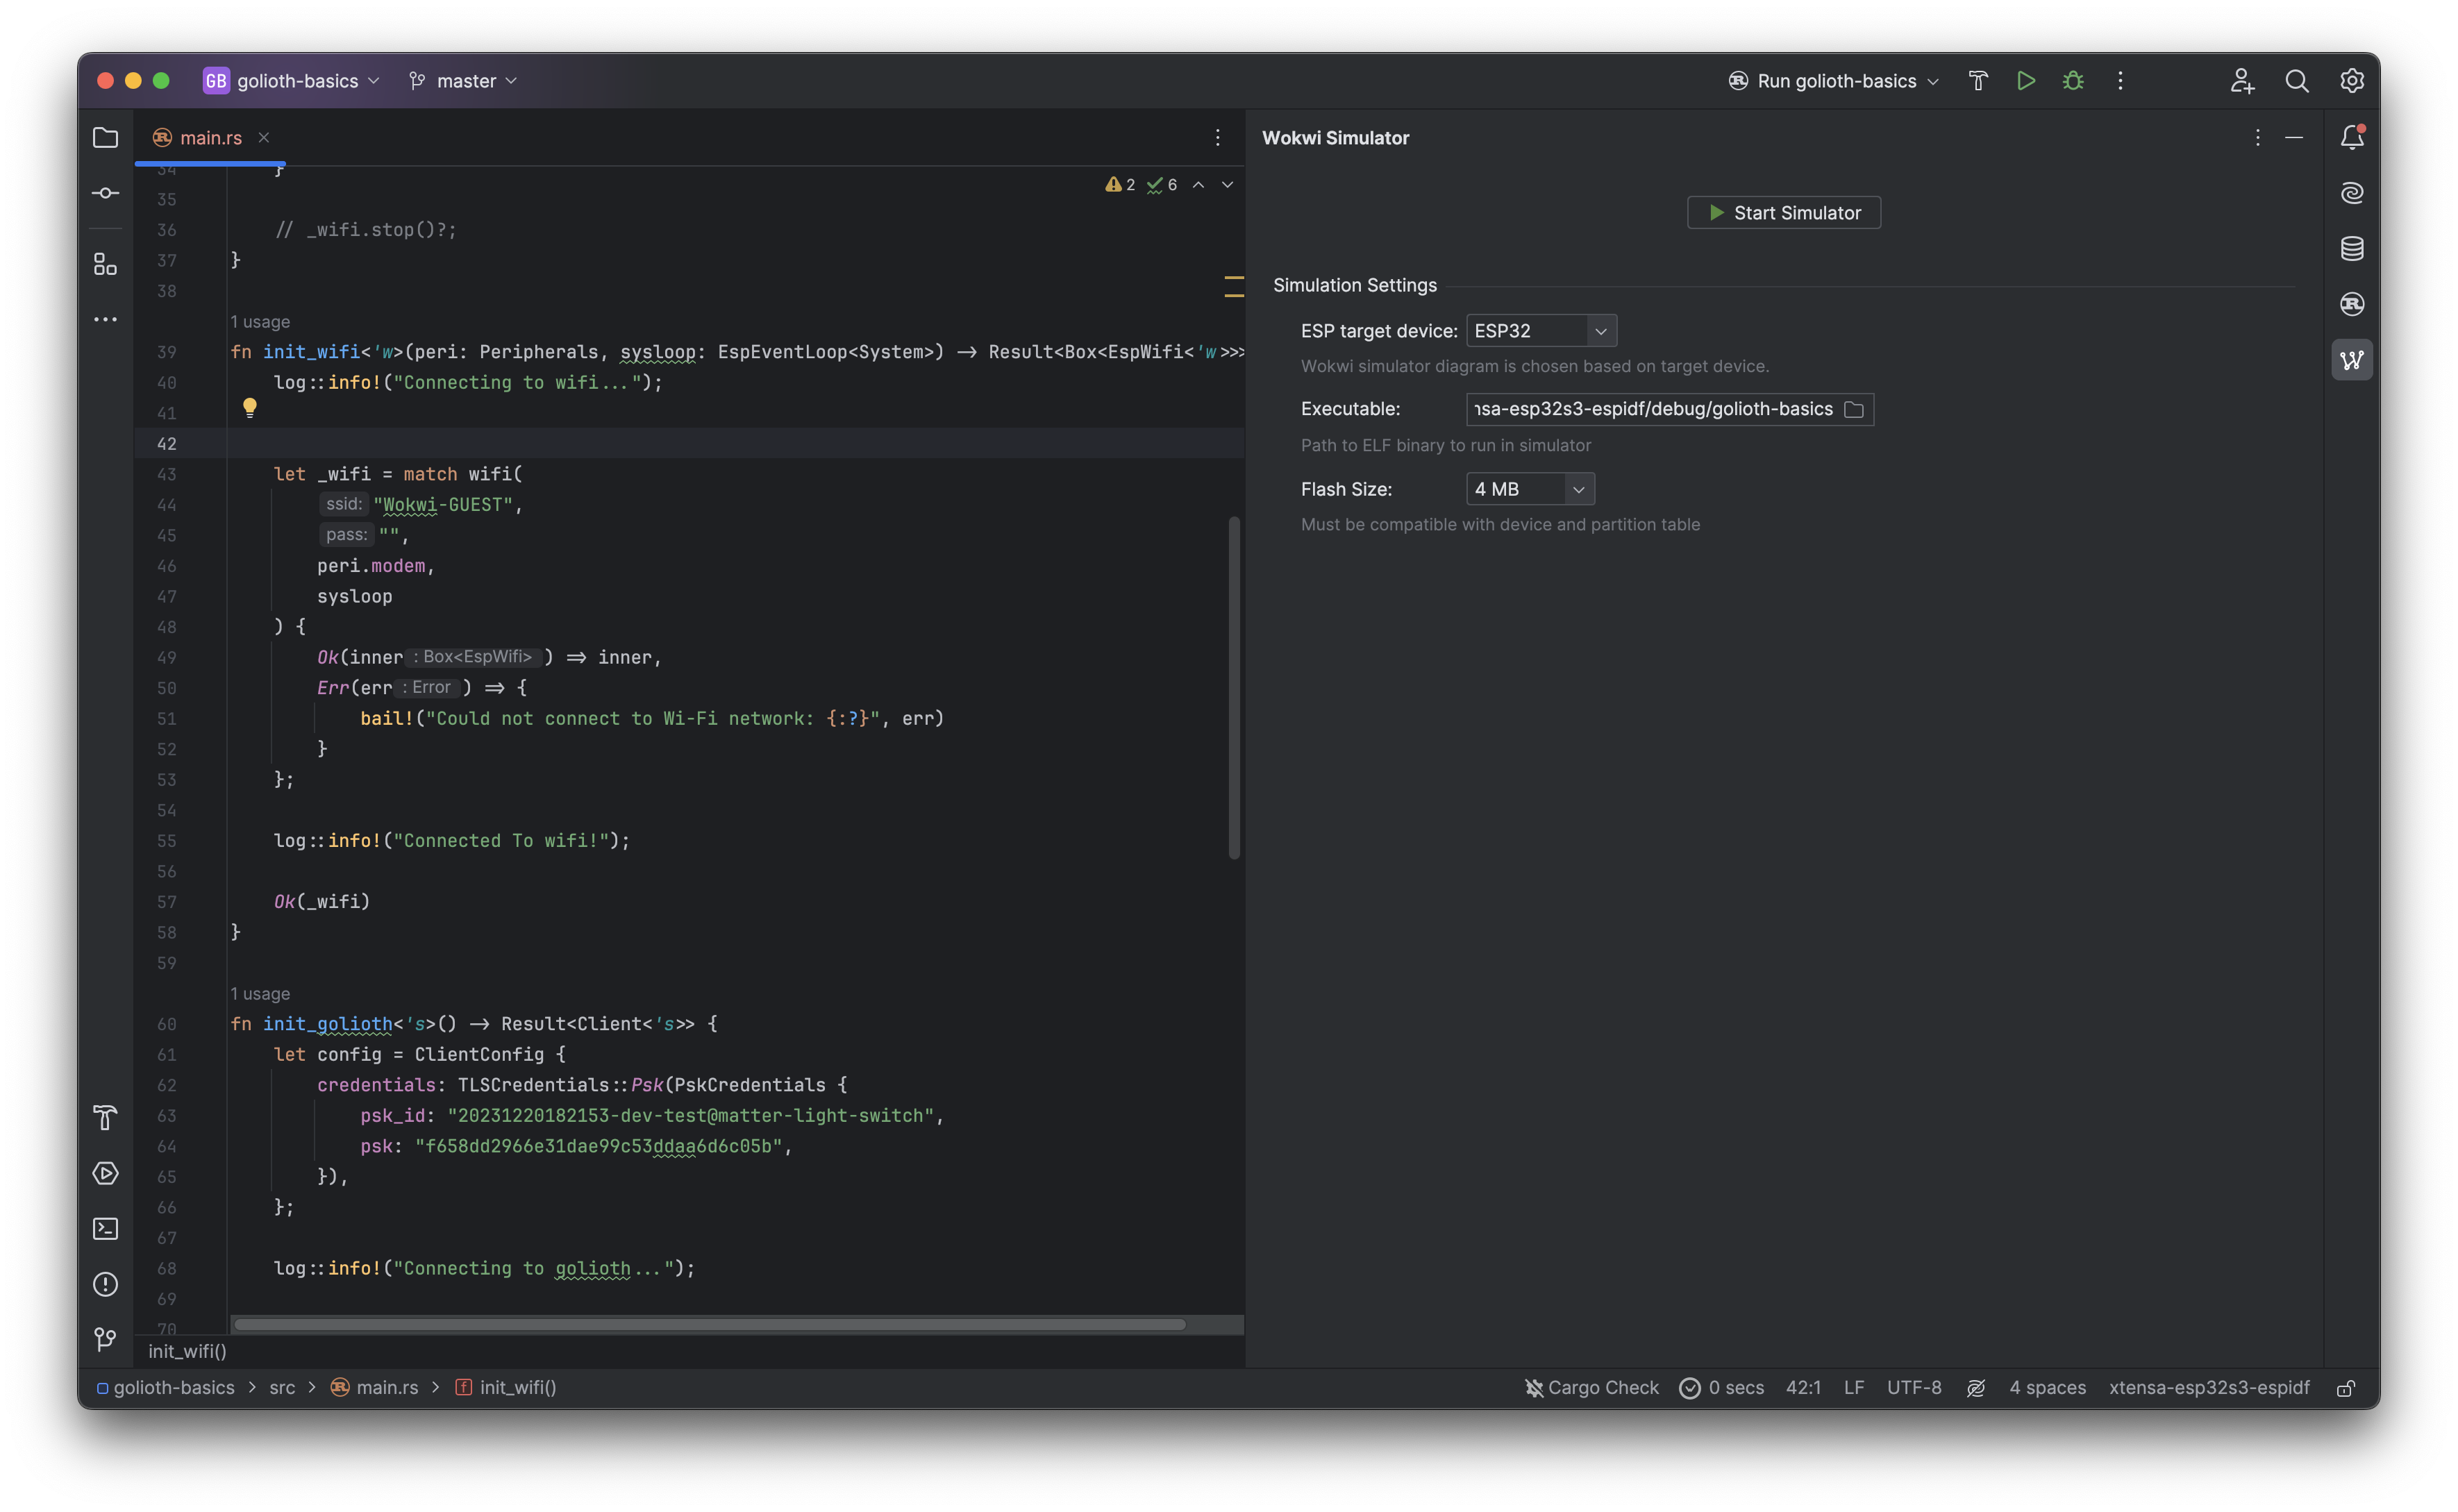 GB golioth-basics master Run golioth-basics
main.rs
2 6
34 }
35
36 // _wifi.stop()?;
37 }
38
1 usage
39 fn init_wifi<'w>(peri: Peripherals, sysloop: EspEventLoop<System>) → Result<Box<EspWifi<'w>>>
40 log::info!("Connecting to wifi...");
41
42
43 let _wifi = match wifi(
44 ssid: "Wokwi-GUEST",
45 pass: "",
46 peri.modem,
47 sysloop
48 ) {
49 Ok(inner : Box<EspWifi> ) ⇒ inner,
50 Err(err : Error ) ⇒ {
51 bail!("Could not connect to Wi-Fi network: {:?}", err)
52 }
53 };
54
55 log::info!("Connected To wifi!");
56
57 Ok(_wifi)
58 }
59
1 usage
60 fn init_golioth<'s>() → Result<Client<'s>> {
61 let config = ClientConfig {
62 credentials: TLSCredentials::Psk(PskCredentials {
63 psk_id: "20231220182153-dev-test@matter-light-switch",
64 psk: "f658dd2966e31dae99c53ddaa6d6c05b",
65 }),
66 };
67
68 log::info!("Connecting to golioth...");
69
70
init_wifi()
Wokwi Simulator
Start Simulator
Simulation Settings
ESP target device: ESP32
Wokwi simulator diagram is chosen based on target device.
Executable: nsa-esp32s3-espidf/debug/golioth-basics
Path to ELF binary to run in simulator
Flash Size: 4 MB
Must be compatible with device and partition table
golioth-basics > src > main.rs > init_wifi() Cargo Check 0 secs 42:1 LF UTF-8 4 spaces xtensa-esp32s3-espidf